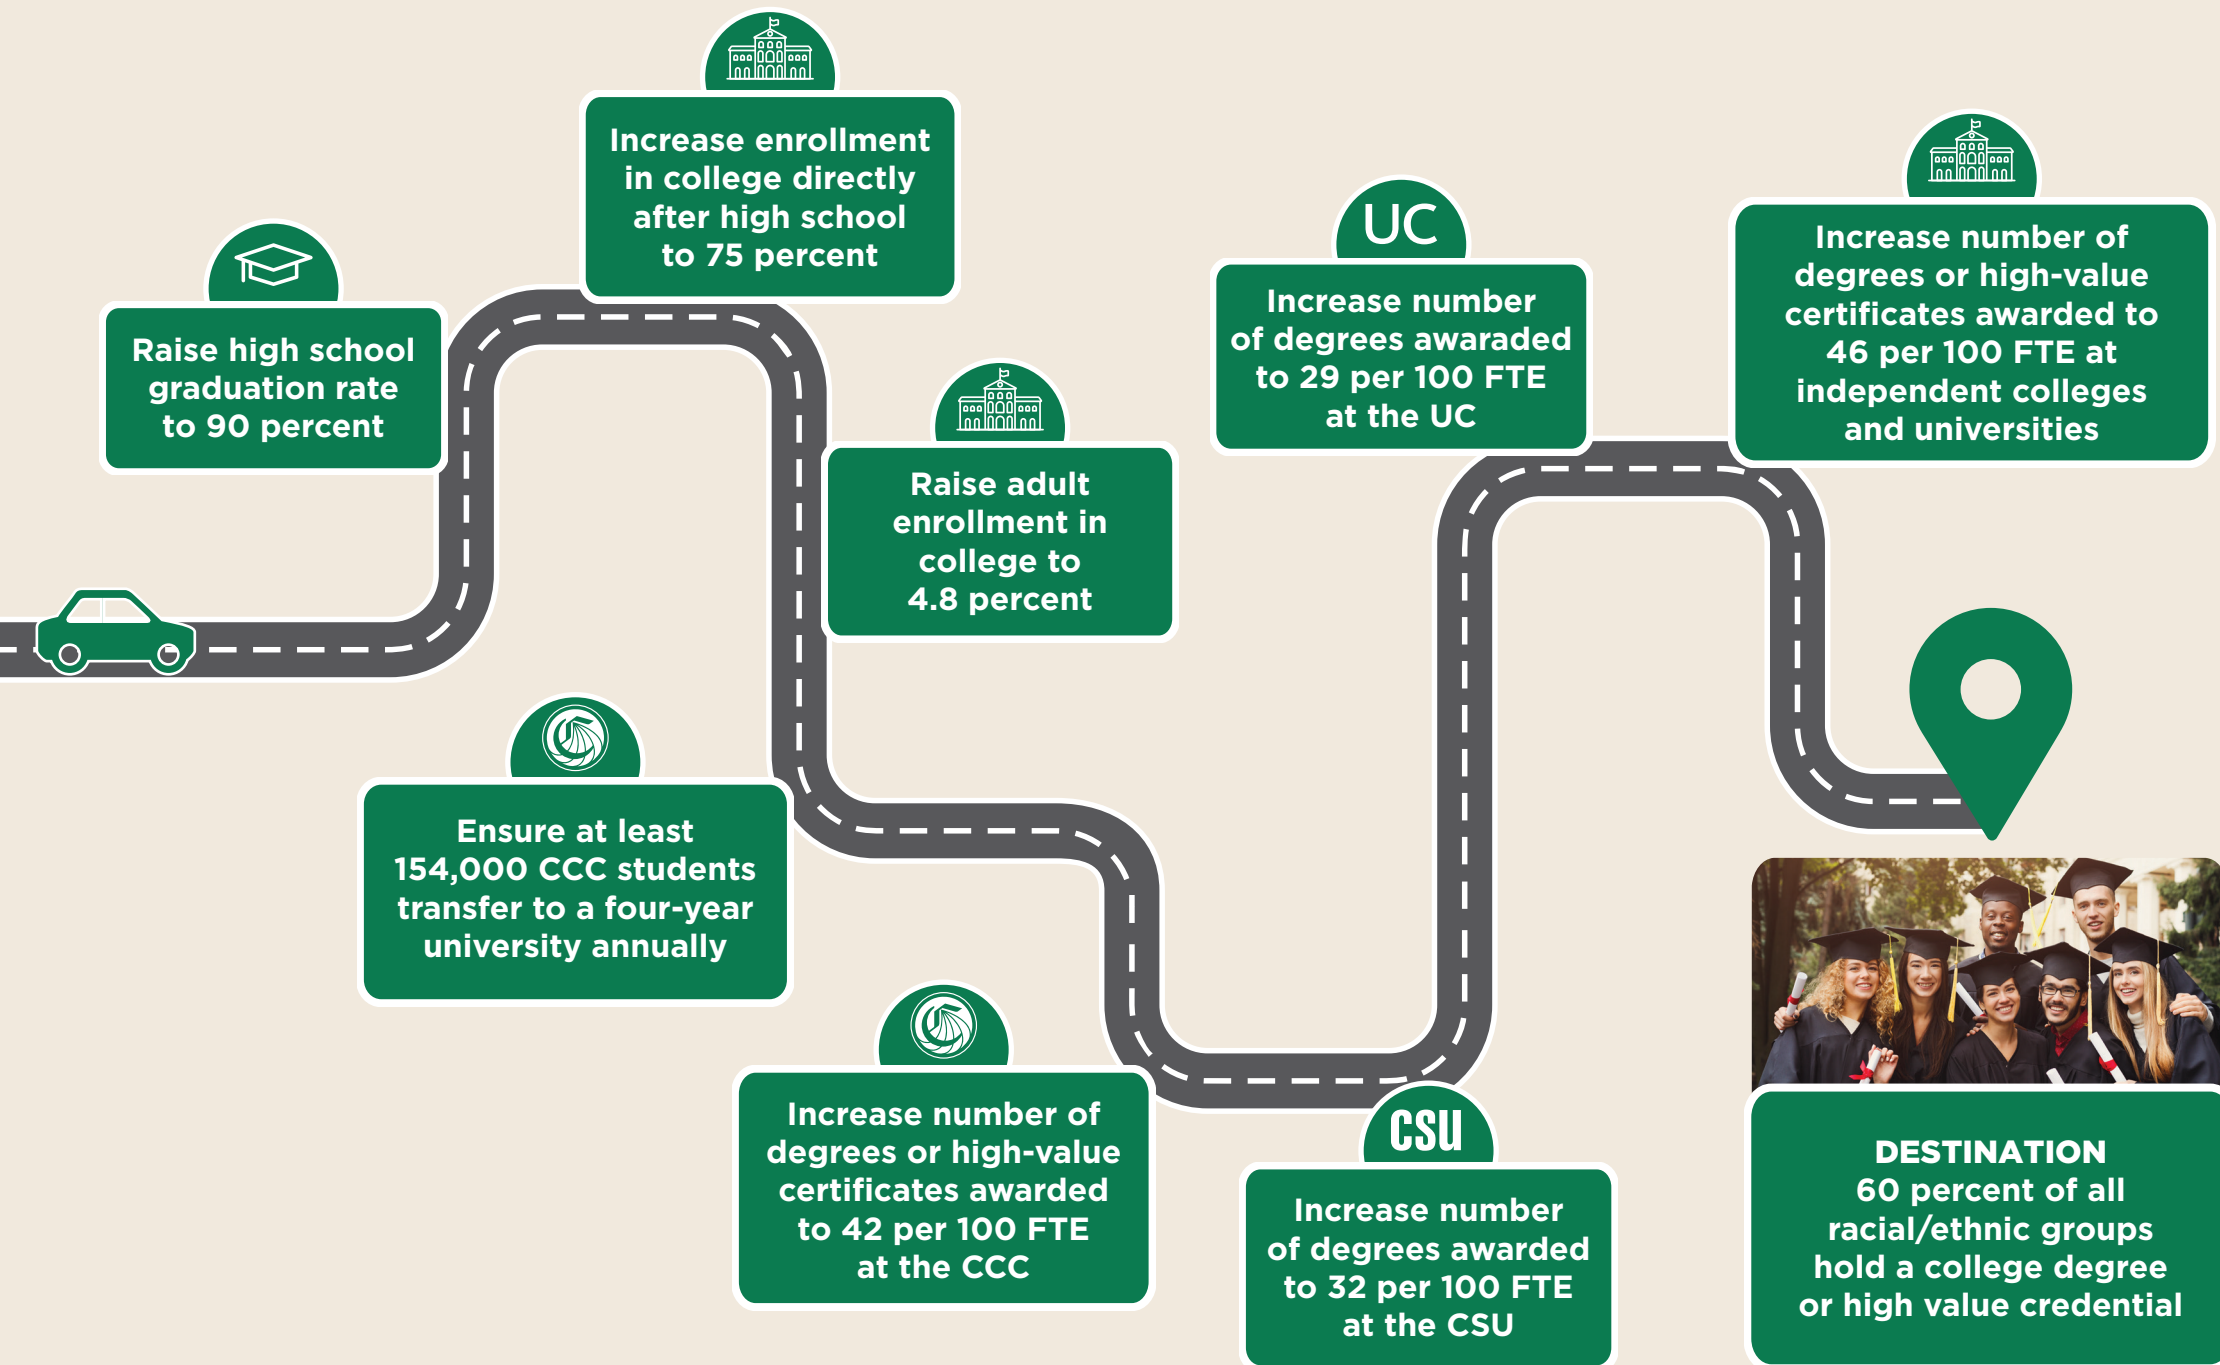 Raise high school
graduation rate
to 90 percent
Increase enrollment
in college directly
after high school
to 75 percent
Raise adult
enrollment in
college to
4.8 percent
Ensure at least
154,000 CCC students
transfer to a four-year
university annually
Increase number of
degrees or high-value
certificates awarded
to 42 per 100 FTE
at the CCC
CSU
Increase number
of degrees awarded
to 32 per 100 FTE
at the CSU
UC
Increase number
of degrees awaraded
to 29 per 100 FTE
at the UC
Increase number of
degrees or high-value
certificates awarded to
46 per 100 FTE at
independent colleges
and universities
DESTINATION
60 percent of all
racial/ethnic groups
hold a college degree
or high value credential